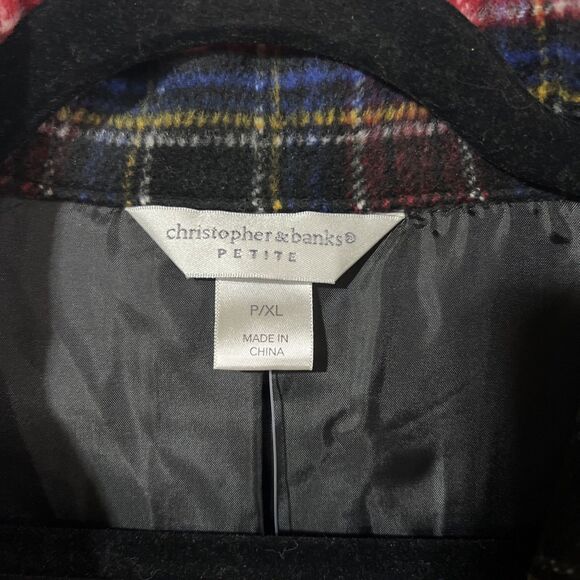 christopher & banks®
PETITE
P/XL
MADE IN
CHINA